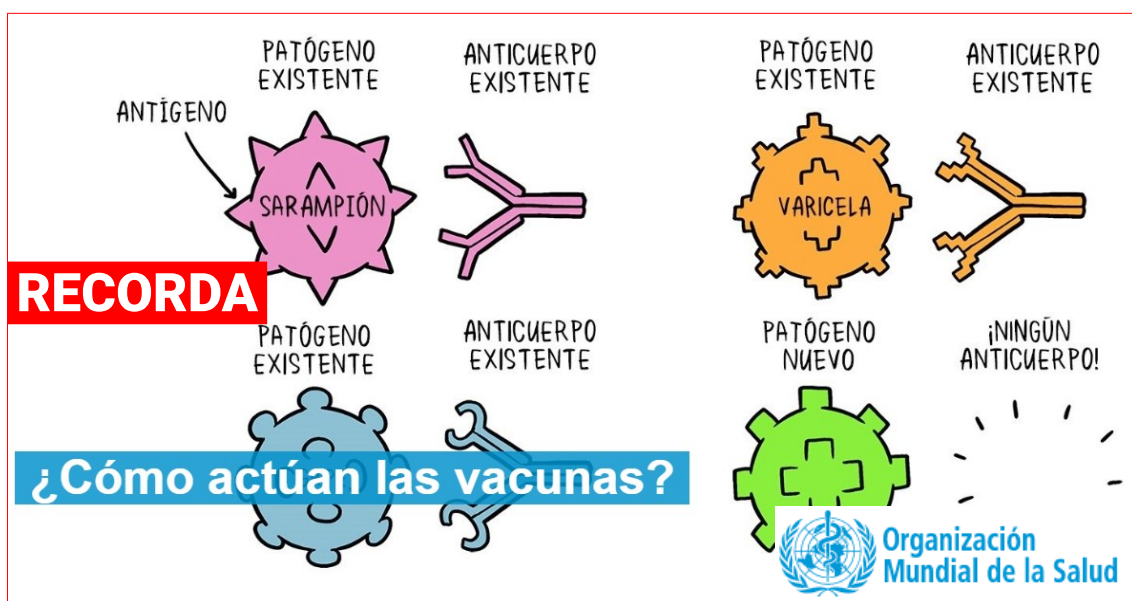 PATÓGENO
EXISTENTE
ANTICUERPO
EXISTENTE
PATÓGENO
EXISTENTE
ANTICUERPO
EXISTENTE
ANTÍGENO
SARAMPIÓN
VARICELA
RECORDA
PATÓGENO
EXISTENTE
ANTICUERPO
EXISTENTE
PATÓGENO
NUEVO
¡NINGÚN
ANTICUERPO!
¿Cómo actúan las vacunas?
Organización
Mundial de la Salud